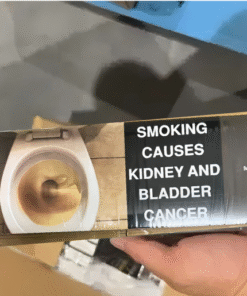 SMOKING
CAUSES
KIDNEY AND
BLADDER
CANCER